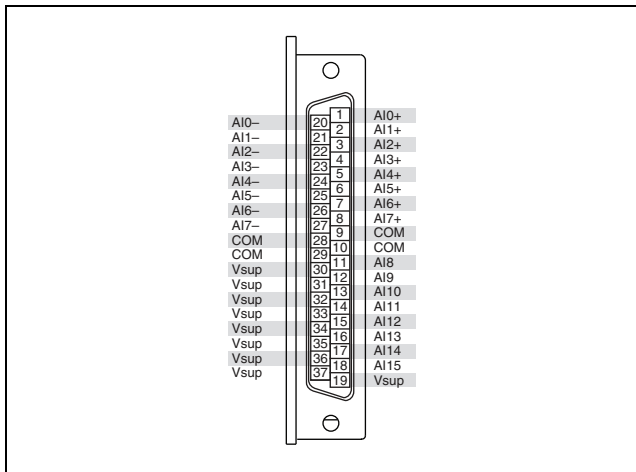 1 AI0+
AI0– 20
2 AI1+
AI1– 21
3 AI2+
AI2– 22
4 AI3+
AI3– 23
5 AI4+
AI4– 24
6 AI5+
AI5– 25
7 AI6+
AI6– 26
8 AI7+
AI7– 27
9 COM
COM 28
10 COM
COM 29
11 AI8
Vsup 30
12 AI9
Vsup 31
13 AI10
Vsup 32
14 AI11
Vsup 33
15 AI12
Vsup 34
16 AI13
Vsup 35
17 AI14
Vsup 36
18 AI15
Vsup 37
19 Vsup